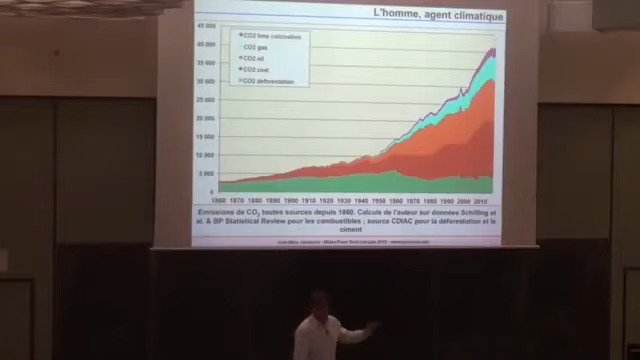 L'homme, agent climatique
45 000
40 000
35 000
30 000
25 000
20 000
15 000
10 000
5 000
0
CO2 lime calcination
CO2 gas
CO2 oil
CO2 coal
CO2 deforestation
1860 1870 1880 1890 1900 1910 1920 1930 1940 1950 1960 1970 1980 1990 2000 2010
Emissions de CO2 toutes sources depuis 1860. Calculs de l'auteur sur données Schilling et
al. & BP Statistical Review pour les combustibles ; source CDIAC pour la déforestation et le
ciment